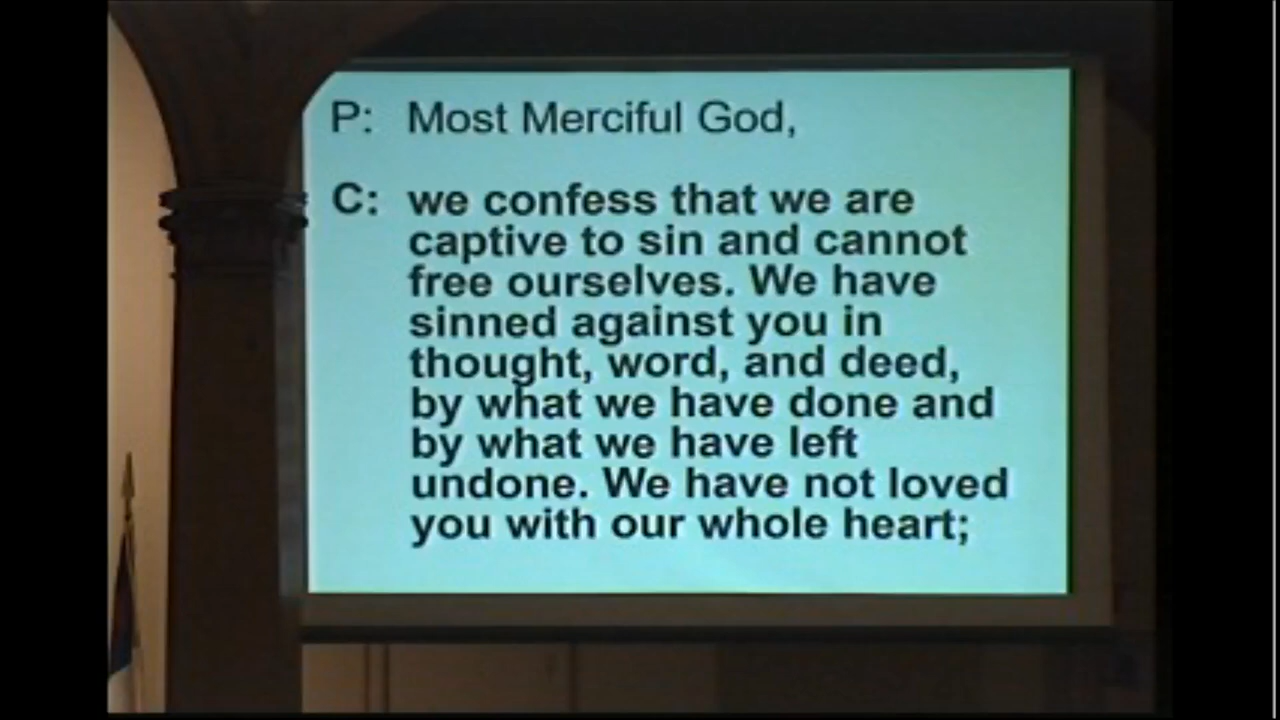 P: Most Merciful God,
C: we confess that we are
captive to sin and cannot
free ourselves. We have
sinned against you in
thought, word, and deed,
by what we have done and
by what we have left
undone. We have not loved
you with our whole heart;